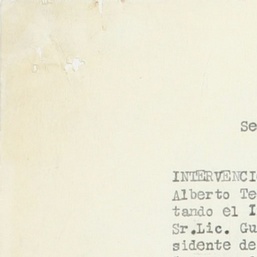 Se
INTERVENCI
Alberto Te
tando el I
Sr.Lic. Gu
sidente de